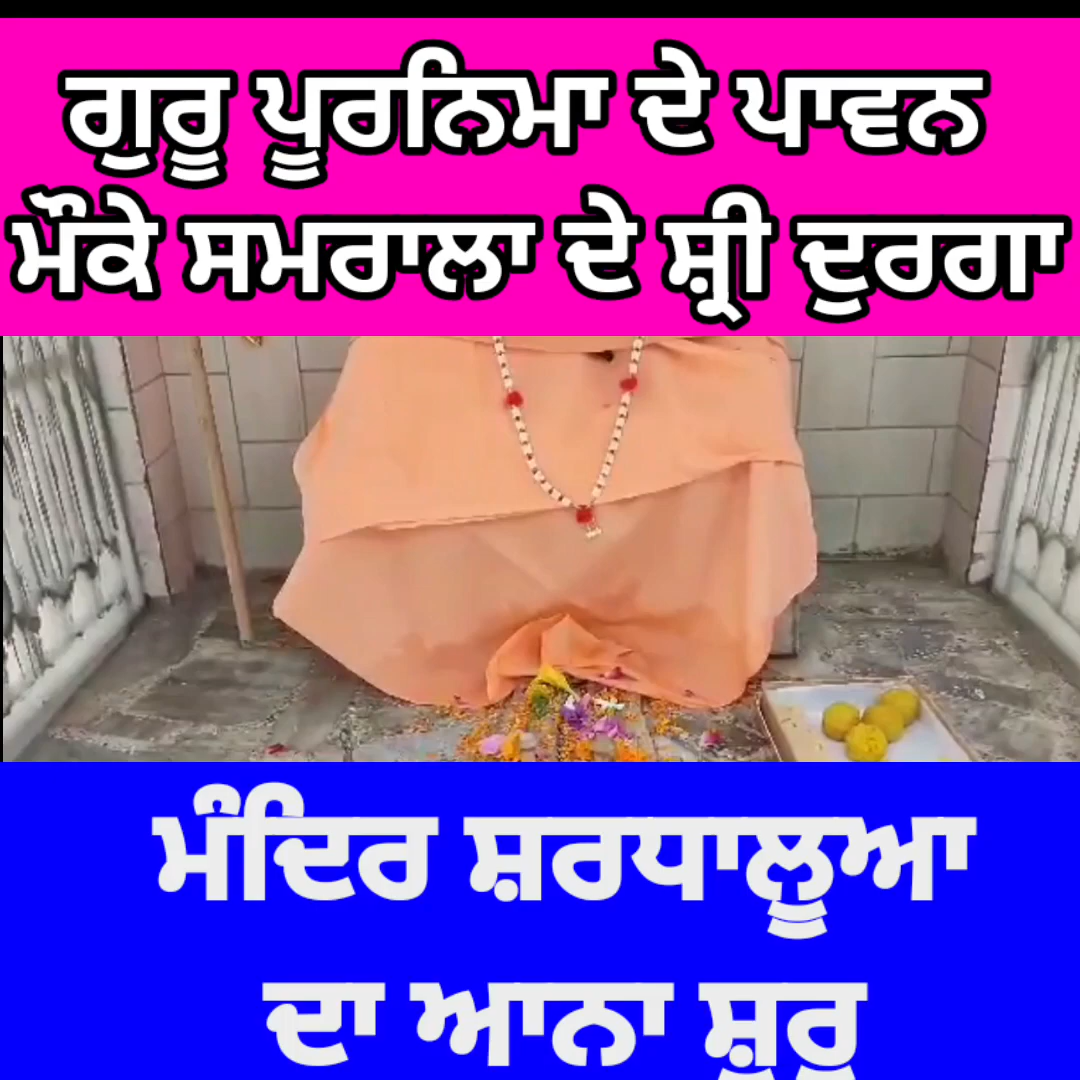 ਗੁਰੂ ਪੂਰਨਿਮਾ ਦੇ ਪਾਵਨ
ਮੌਕੇ ਸਮਰਾਲਾ ਦੇ ਸ਼੍ਰੀ ਦੁਰਗਾ
ਮੰਦਿਰ ਸ਼ਰਧਾਲੂਆ
ਦਾ ਆਨਾ ਸ਼ੁਰੂ